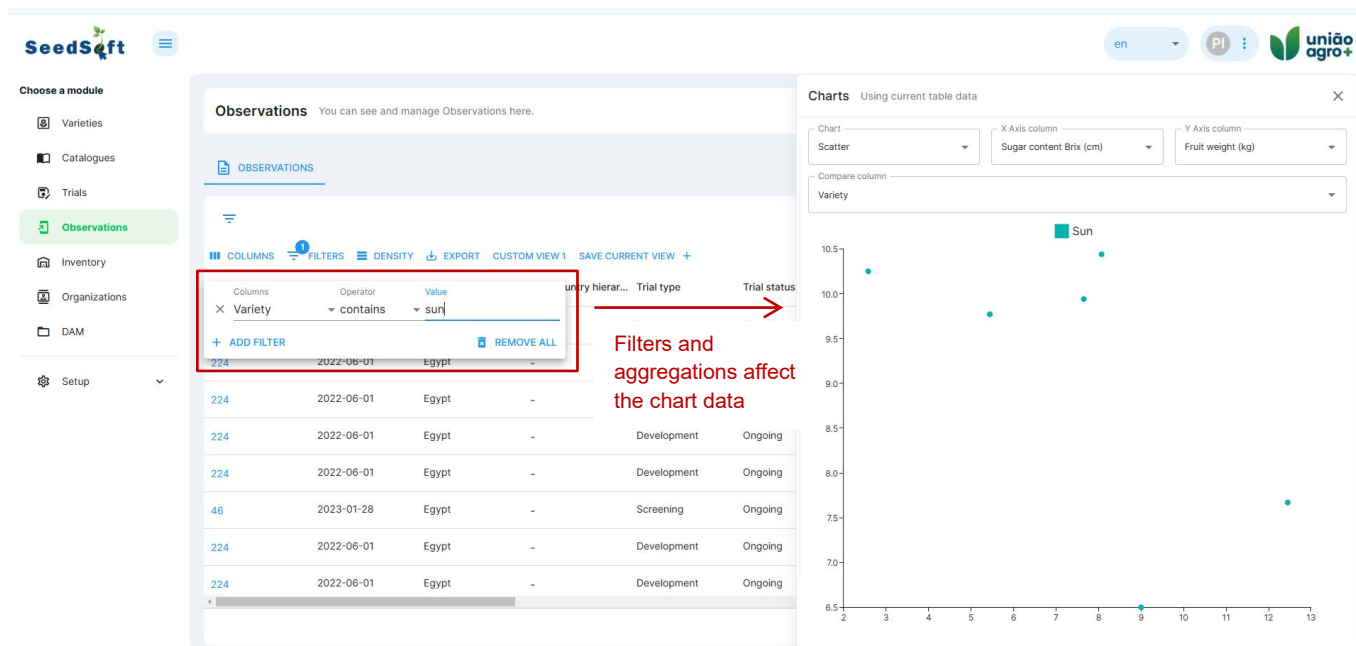 SeedSoft
en
PI
união
agro+
Choose a module
Varieties
Catalogues
Trials
Observations
Inventory
Organizations
DAM
Setup
Observations You can see and manage Observations here.
OBSERVATIONS
COLUMNS 1 FILTERS DENSITY EXPORT CUSTOM VIEW 1 SAVE CURRENT VIEW +
untry hierar... Trial type Trial status
Columns Operator Value
Variety contains sun
+ ADD FILTER REMOVE ALL
224 2022-06-01 Egypt -
224 2022-06-01 Egypt -
224 2022-06-01 Egypt - Development Ongoing
224 2022-06-01 Egypt - Development Ongoing
46 2023-01-28 Egypt - Screening Ongoing
224 2022-06-01 Egypt - Development Ongoing
224 2022-06-01 Egypt - Development Ongoing
Filters and
aggregations affect
the chart data
Charts Using current table data
Chart X Axis column Y Axis column
Scatter Sugar content Brix (cm) Fruit weight (kg)
Compare column
Variety
Sun
10.5
10.0
9.5
9.0
8.5
8.0
7.5
7.0
6.5
2 3 4 5 6 7 8 9 10 11 12 13